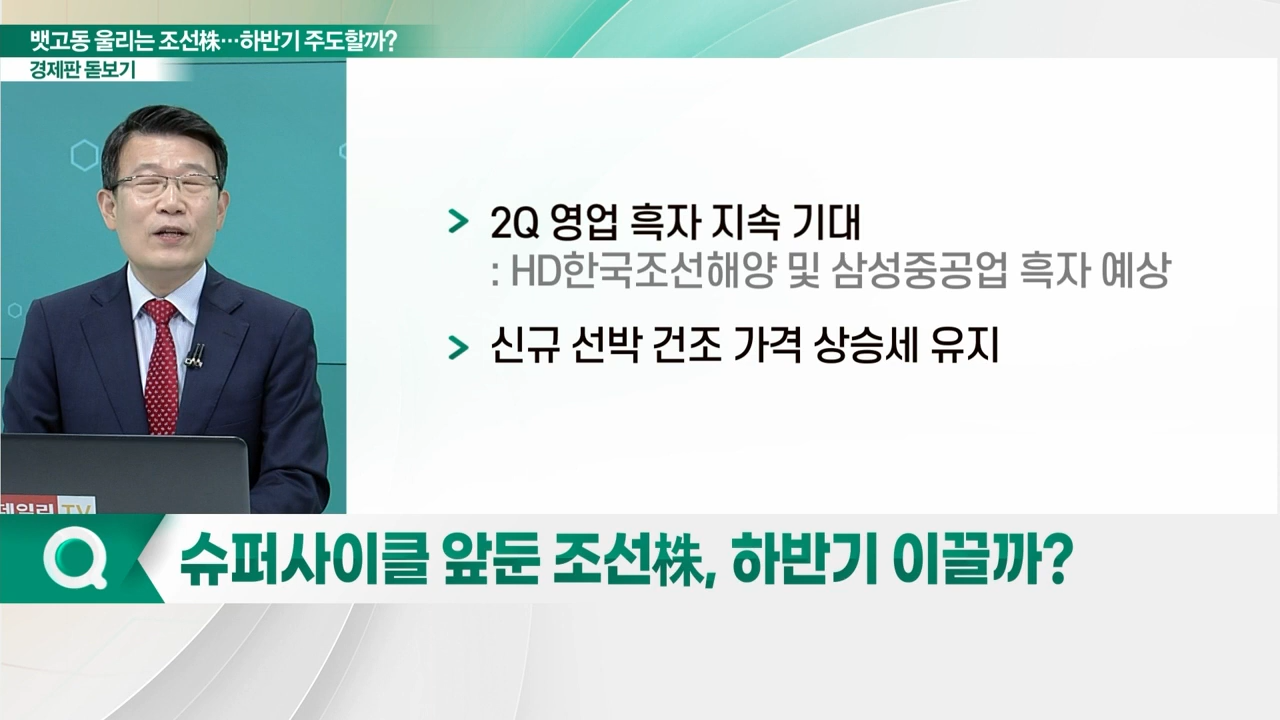 뱃고동 울리는 조선株…하반기 주도할까?
경제판 돋보기
> 2Q 영업 흑자 지속 기대
: HD한국조선해양 및 삼성중공업 흑자 예상
> 신규 선박 건조 가격 상승세 유지
데일리 TV
Q 슈퍼사이클 앞둔 조선株, 하반기 이끌까?